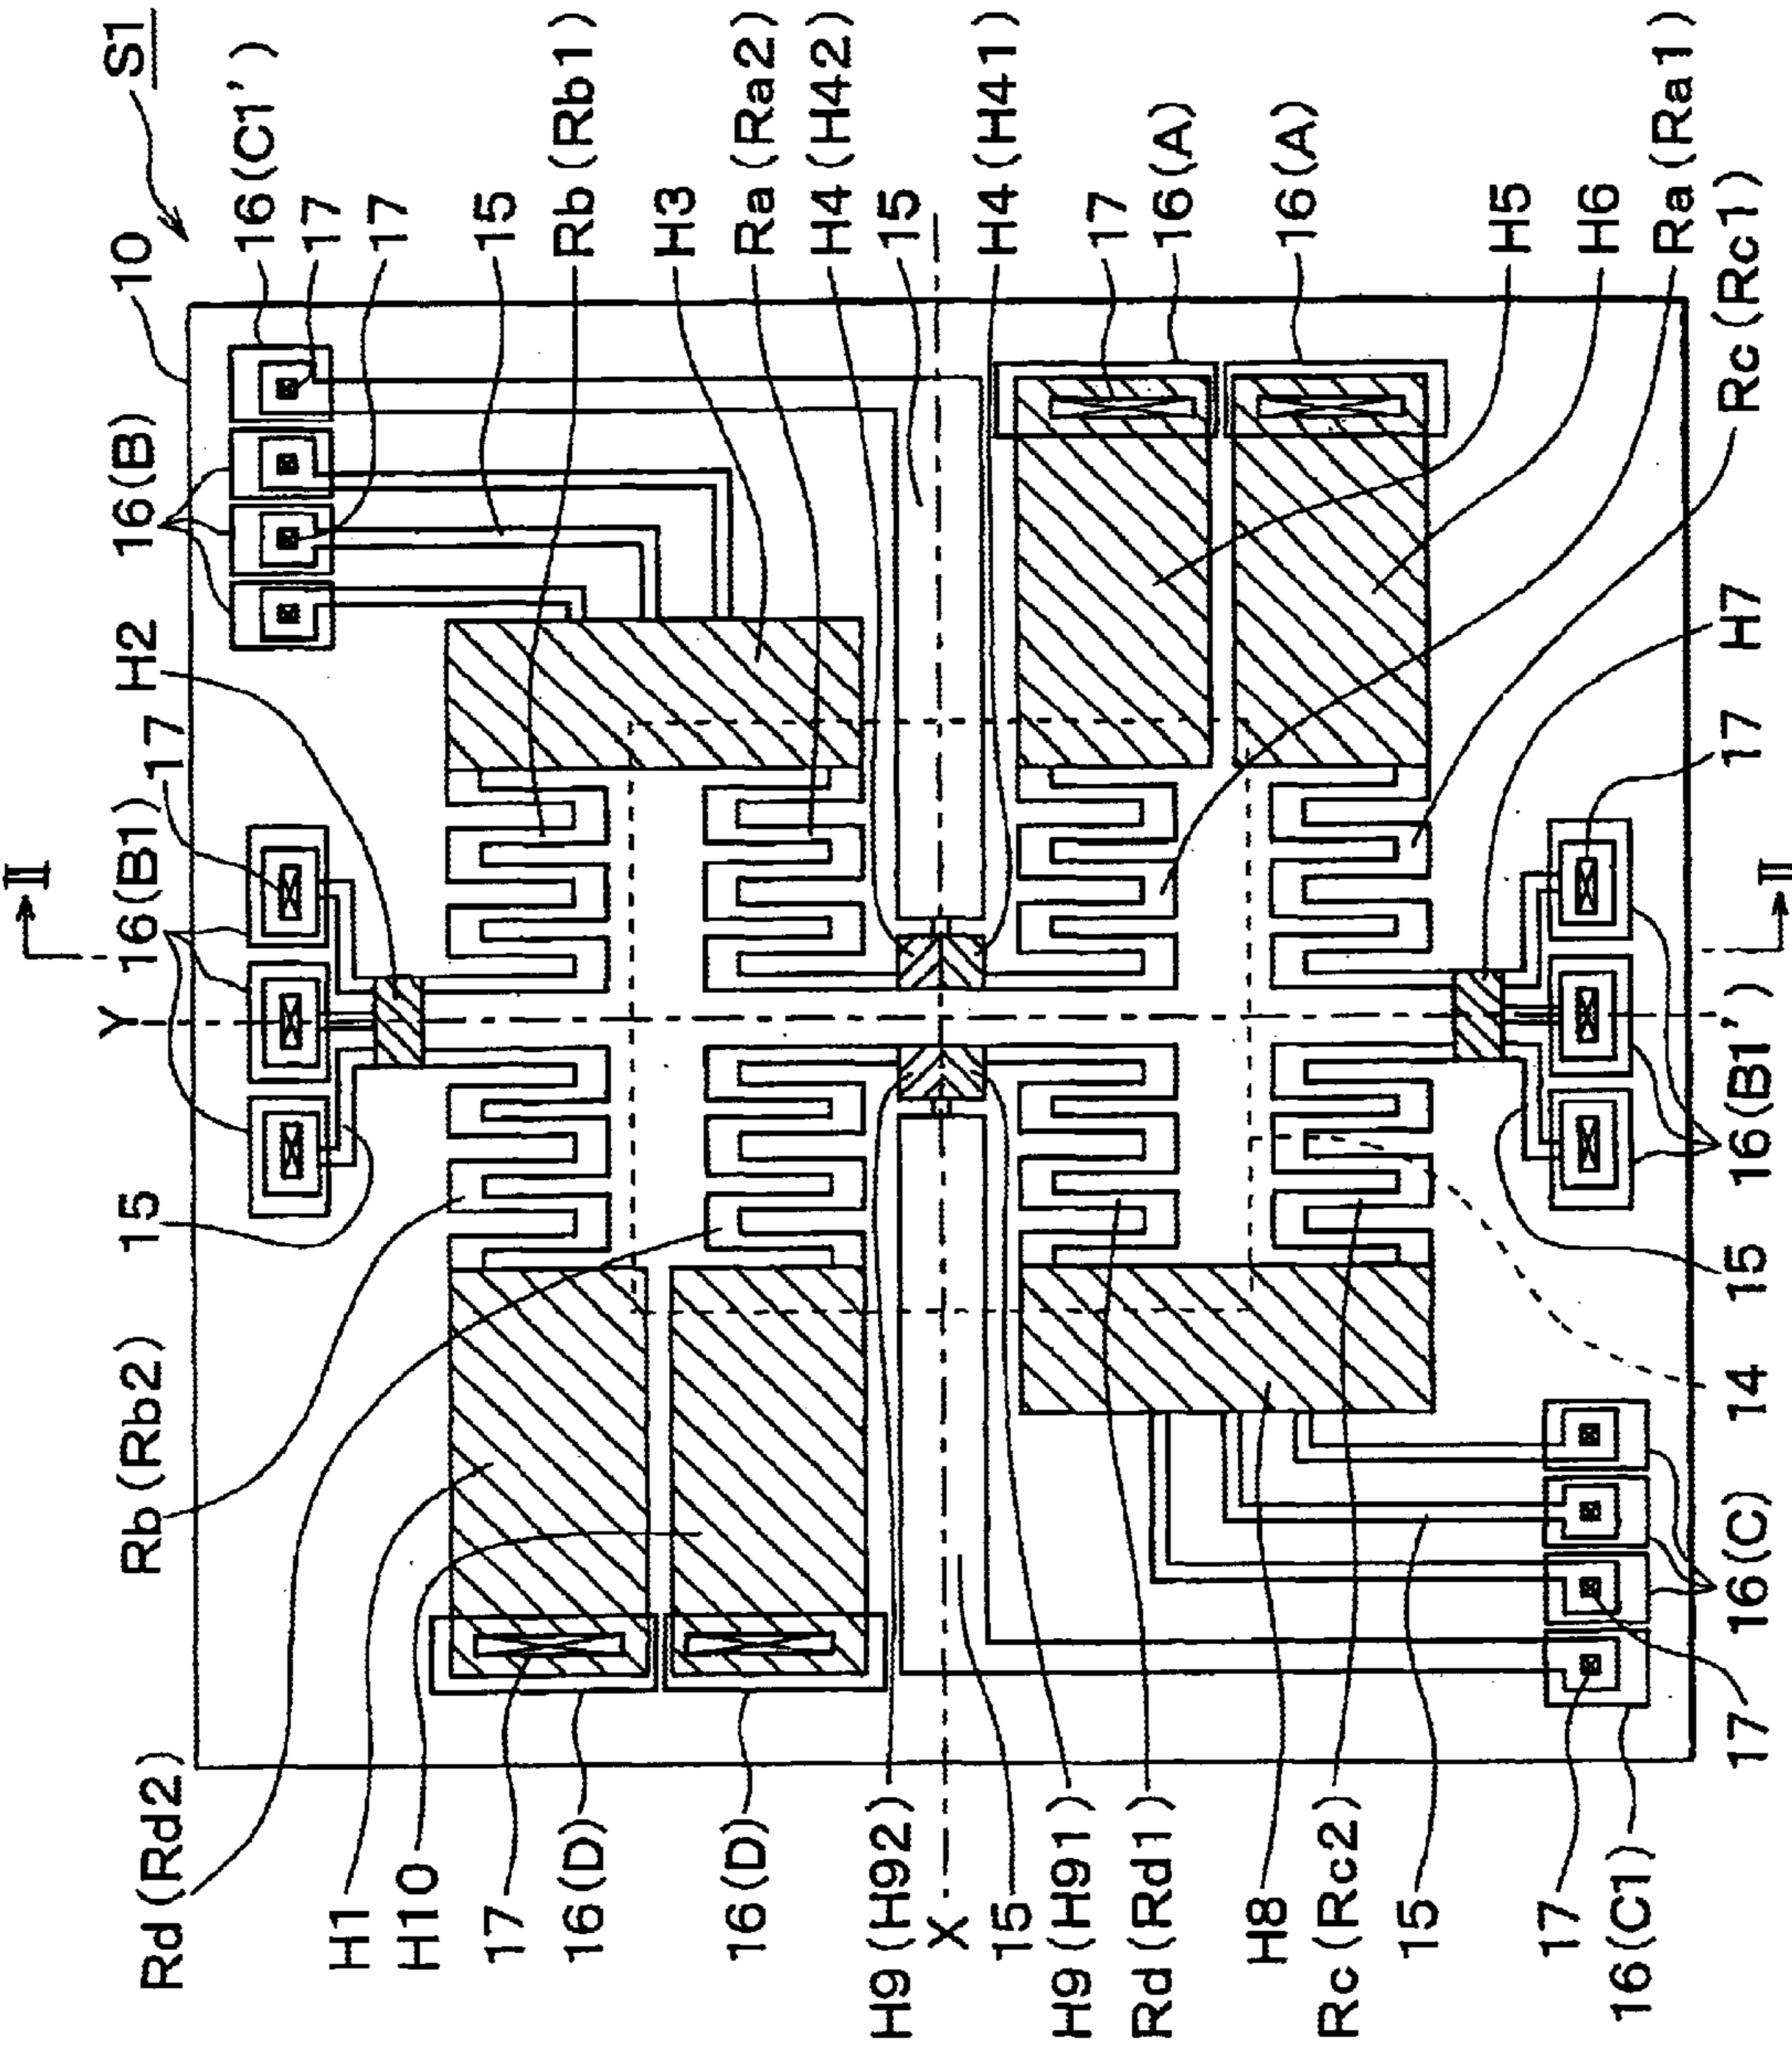 S1
10
16(C1')
17
17
15
Rb(Rb1)
H3
Ra(Ra2)
H4(H42)
15
H4(H41)
17
16(A)
16(A)
H5
H6
Ra(Ra1)
Rc(Rc1)
16(B)
H2
17
16(B1)
II
Y
15
Rb(Rb2)
Rd(Rd2)
H7
17
II
16(B1')
15
14
16(C)
17
H1
H10
17
16(D)
16(D)
H9(H92)
X
15
H9(H91)
Rd(Rd1)
H8
Rc(Rc2)
15
17
16(C1)